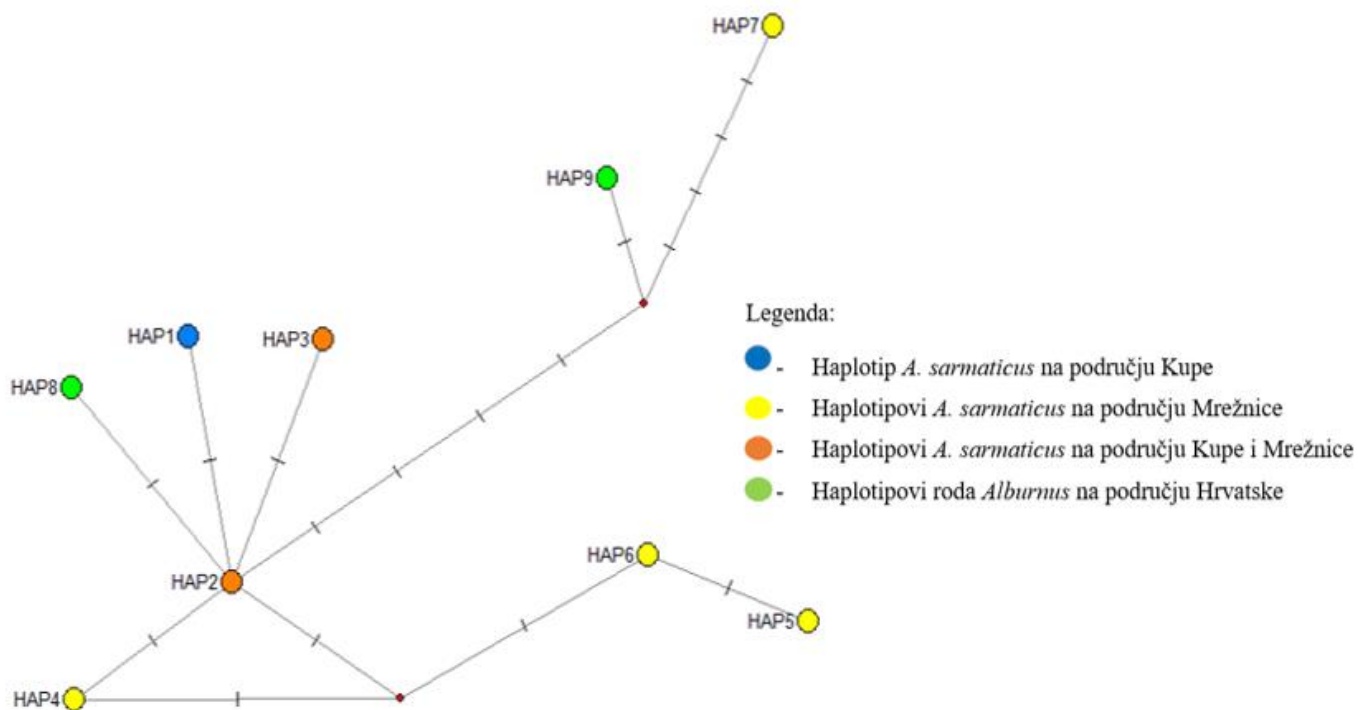 HAP7
HAP9
HAP1
HAP3
HAP8
HAP2
HAP6
HAP5
HAP4
Legenda:
- Haplotip A. sarmaticus na području Kupe
- Haplotipovi A. sarmaticus na području Mrežnice
- Haplotipovi A. sarmaticus na području Kupe i Mrežnice
- Haplotipovi roda Alburnus na području Hrvatske